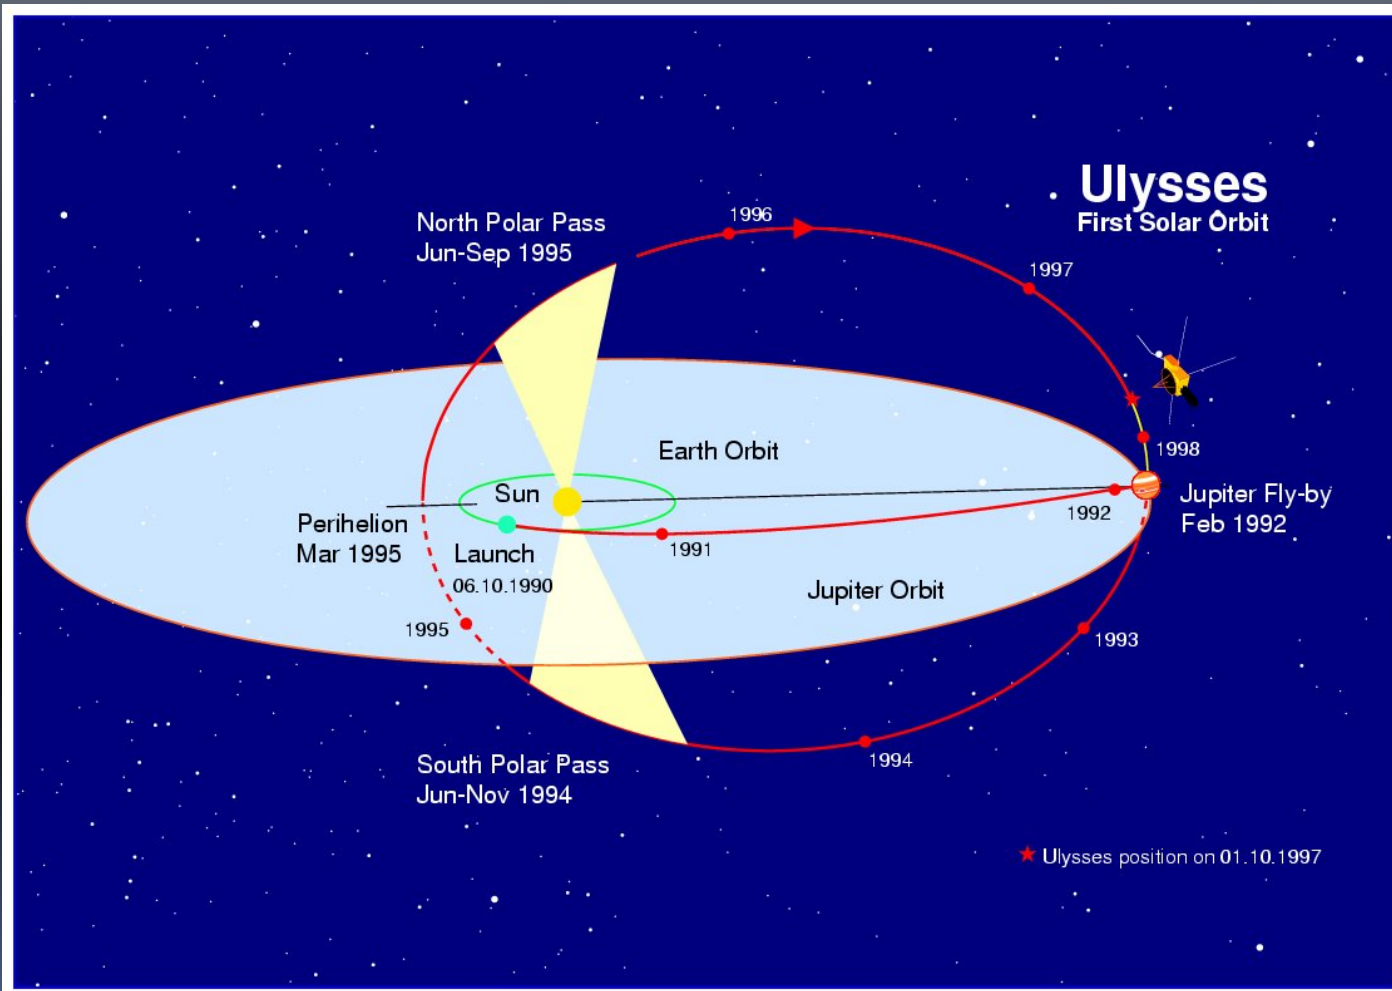 Ulysses
First Solar Orbit
1996
North Polar Pass
Jun-Sep 1995
1997
1998
Earth Orbit
Sun
Jupiter Fly-by
Feb 1992
1992
Perihelion
Mar 1995
Launch
06.10.1990
1991
Jupiter Orbit
1995
1993
1994
South Polar Pass
Jun-Nov 1994
Ulysses position on 01.10.1997